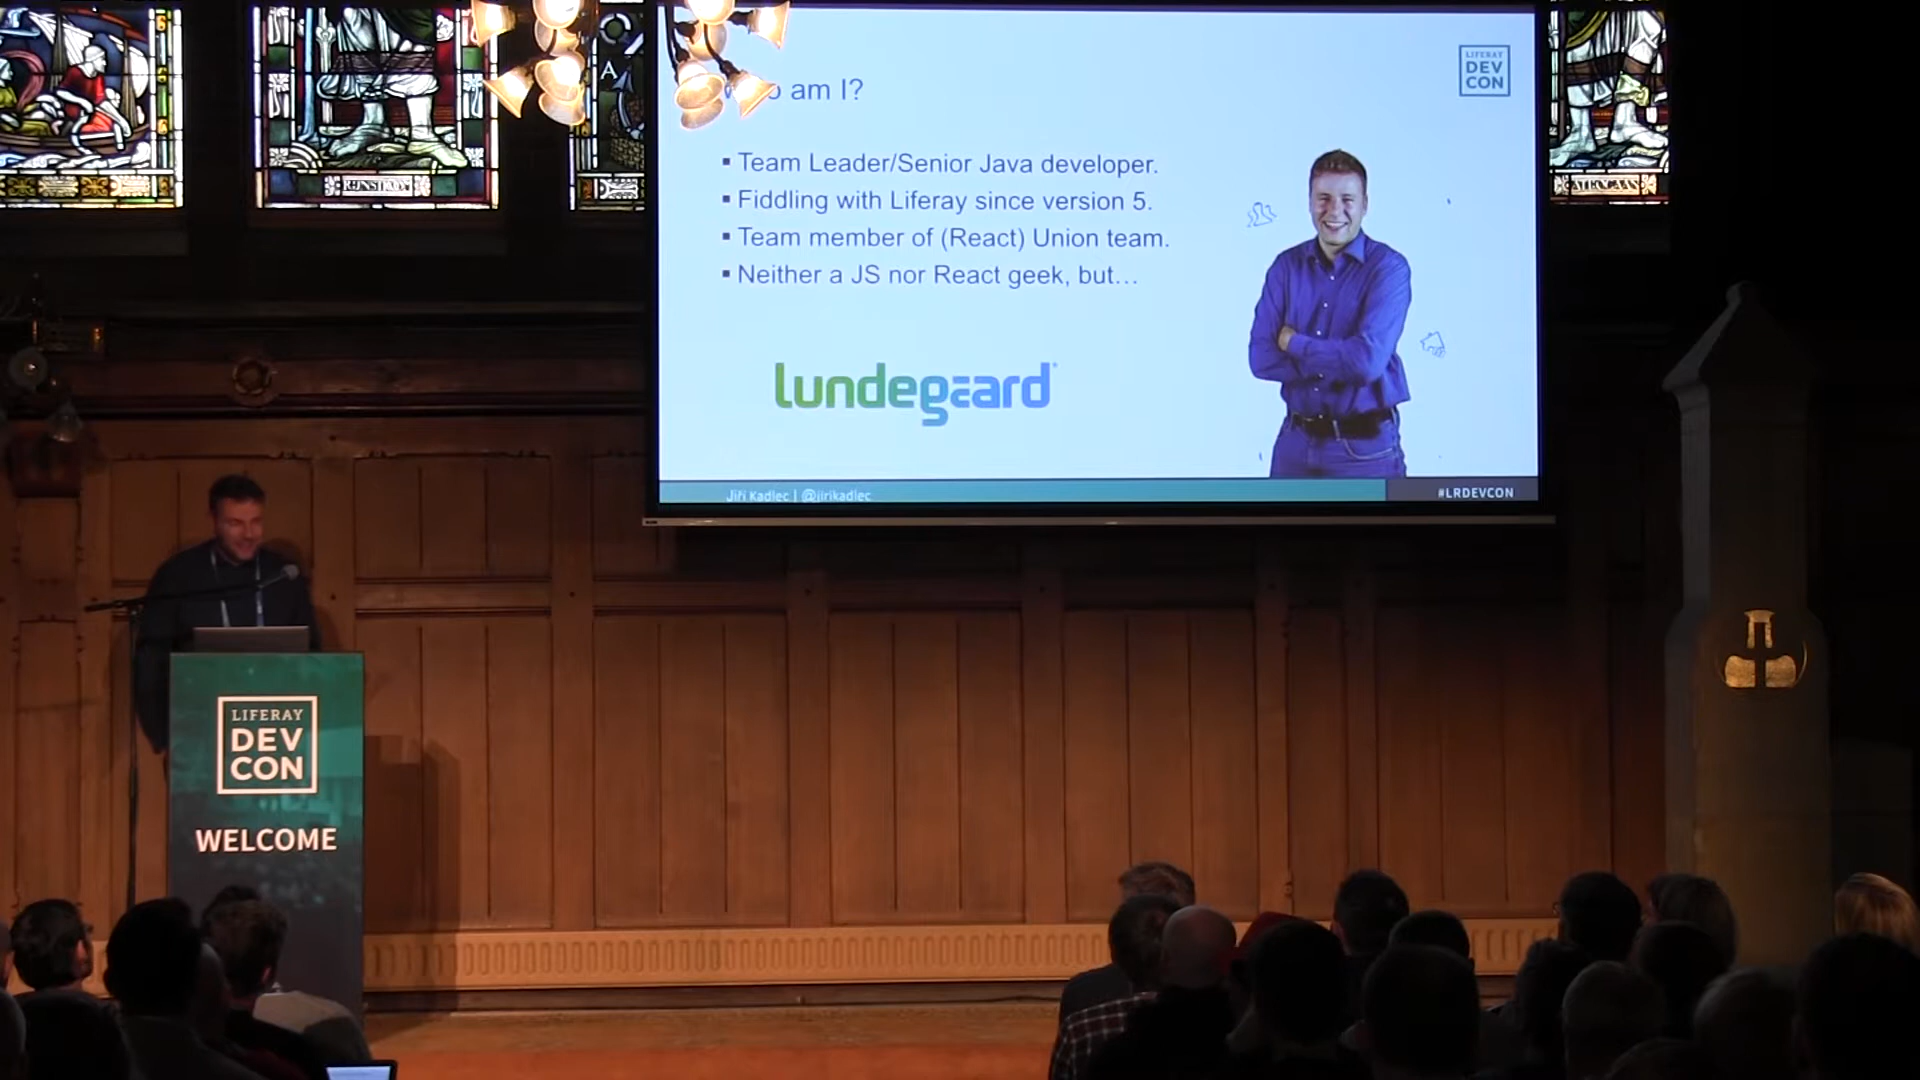 am I?
LIFERAY
DEV
CON
▪ Team Leader/Senior Java developer.
▪ Fiddling with Liferay since version 5.
▪ Team member of (React) Union team.
▪ Neither a JS nor React geek, but…
lundegaard
Jiří Kadlec | @jirikadlec
#LRDEVCON
LIFERAY
DEV
CON
WELCOME